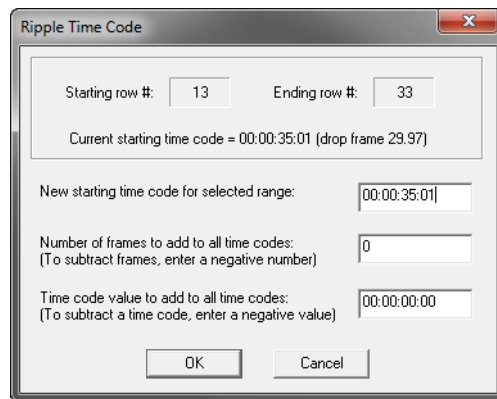 Ripple Time Code
x
Starting row #: 13 Ending row #: 33
Current starting time code = 00:00:35:01 (drop frame 29.97)
New starting time code for selected range: 00:00:35:01
Number of frames to add to all time codes: 0
(To subtract frames, enter a negative number)
Time code value to add to all time codes: 00:00:00:00
(To subtract a time code, enter a negative value)
OK Cancel